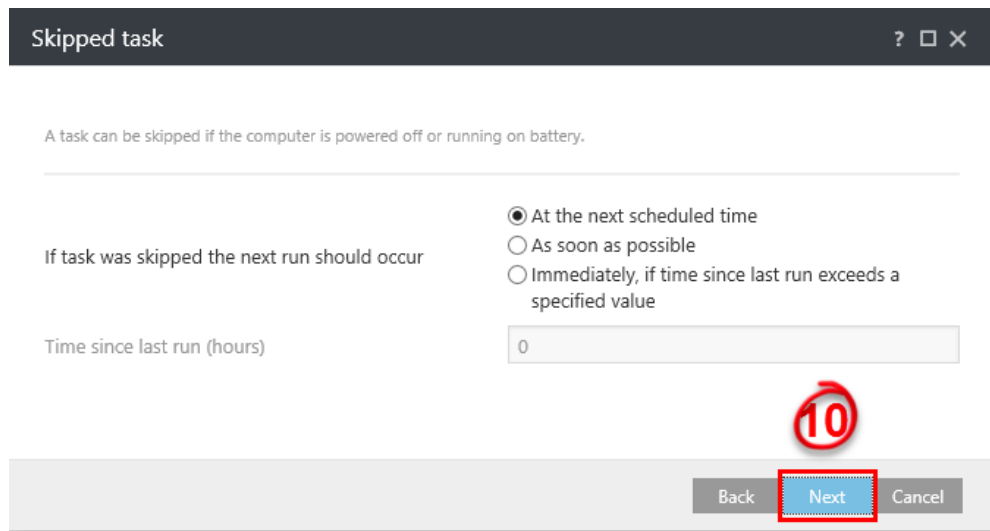 Skipped task
?
A task can be skipped if the computer is powered off or running on battery.
If task was skipped the next run should occur
At the next scheduled time
As soon as possible
Immediately, if time since last run exceeds a
specified value
Time since last run (hours)
0
10
Back Next Cancel